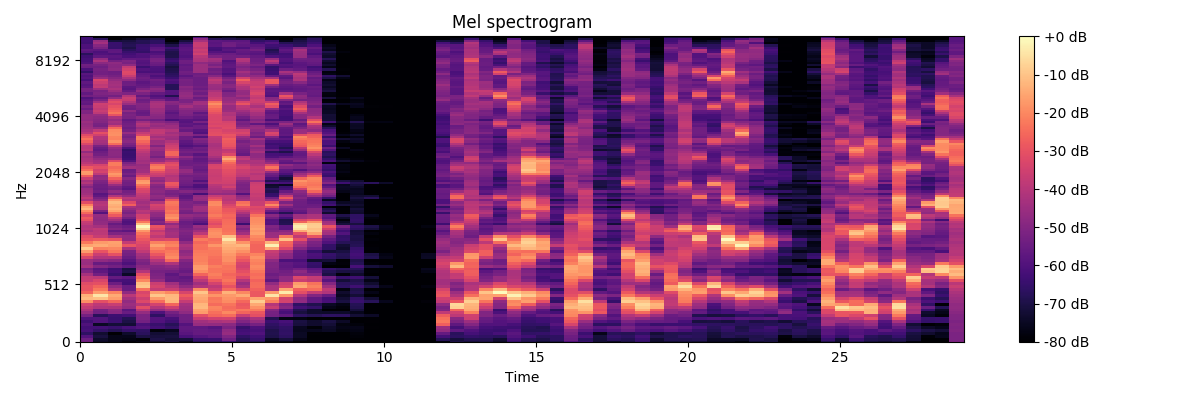 Mel spectrogram
+0 dB
8192
-10 dB
4096
-20 dB
-30 dB
2048
Hz
-40 dB
1024
-50 dB
-60 dB
512
-70 dB
0
-80 dB
0 5 10 15 20 25
Time